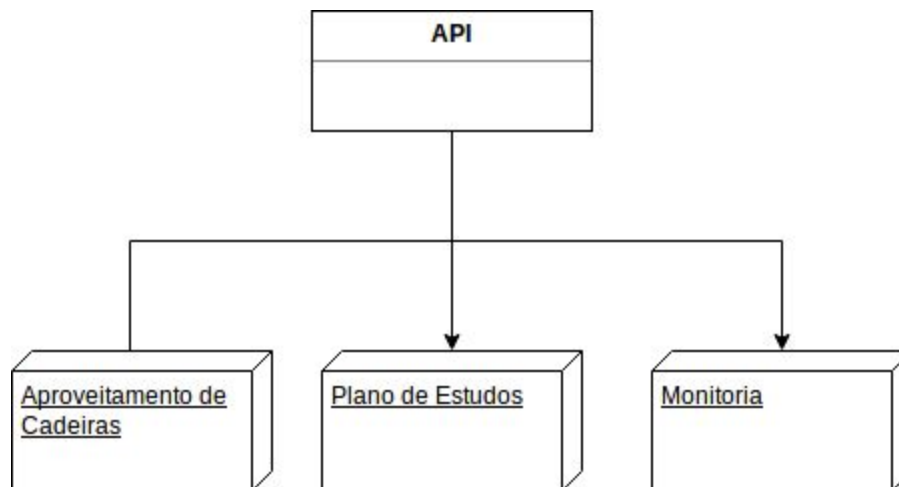 API
Aproveitamento de
Cadeiras
Plano de Estudos
Monitoria